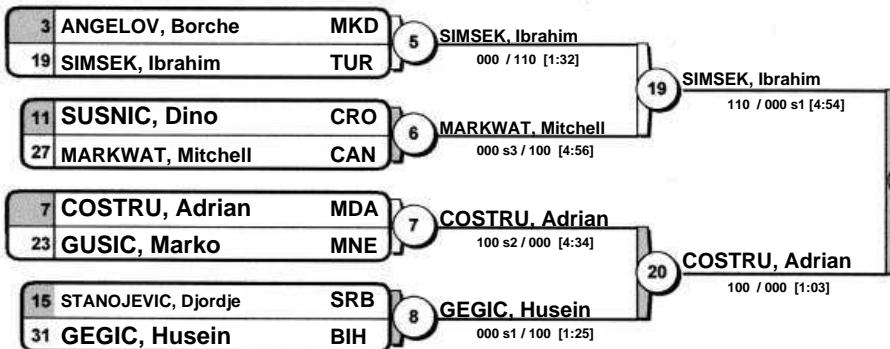 3 ANGELOV, Borche MKD
19 SIMSEK, Ibrahim TUR
5
SIMSEK, Ibrahim
000 / 110 [1:32]
11 SUSNIC, Dino CRO
27 MARKWAT, Mitchell CAN
6
MARKWAT, Mitchell
000 s3 / 100 [4:56]
19
SIMSEK, Ibrahim
110 / 000 s1 [4:54]
7 COSTRU, Adrian MDA
23 GUSIC, Marko MNE
7
COSTRU, Adrian
100 s2 / 000 [4:34]
15 STANOJEVIC, Djordje SRB
31 GEGIC, Husein BIH
8
GEGIC, Husein
000 s1 / 100 [1:25]
20
COSTRU, Adrian
100 / 000 [1:03]